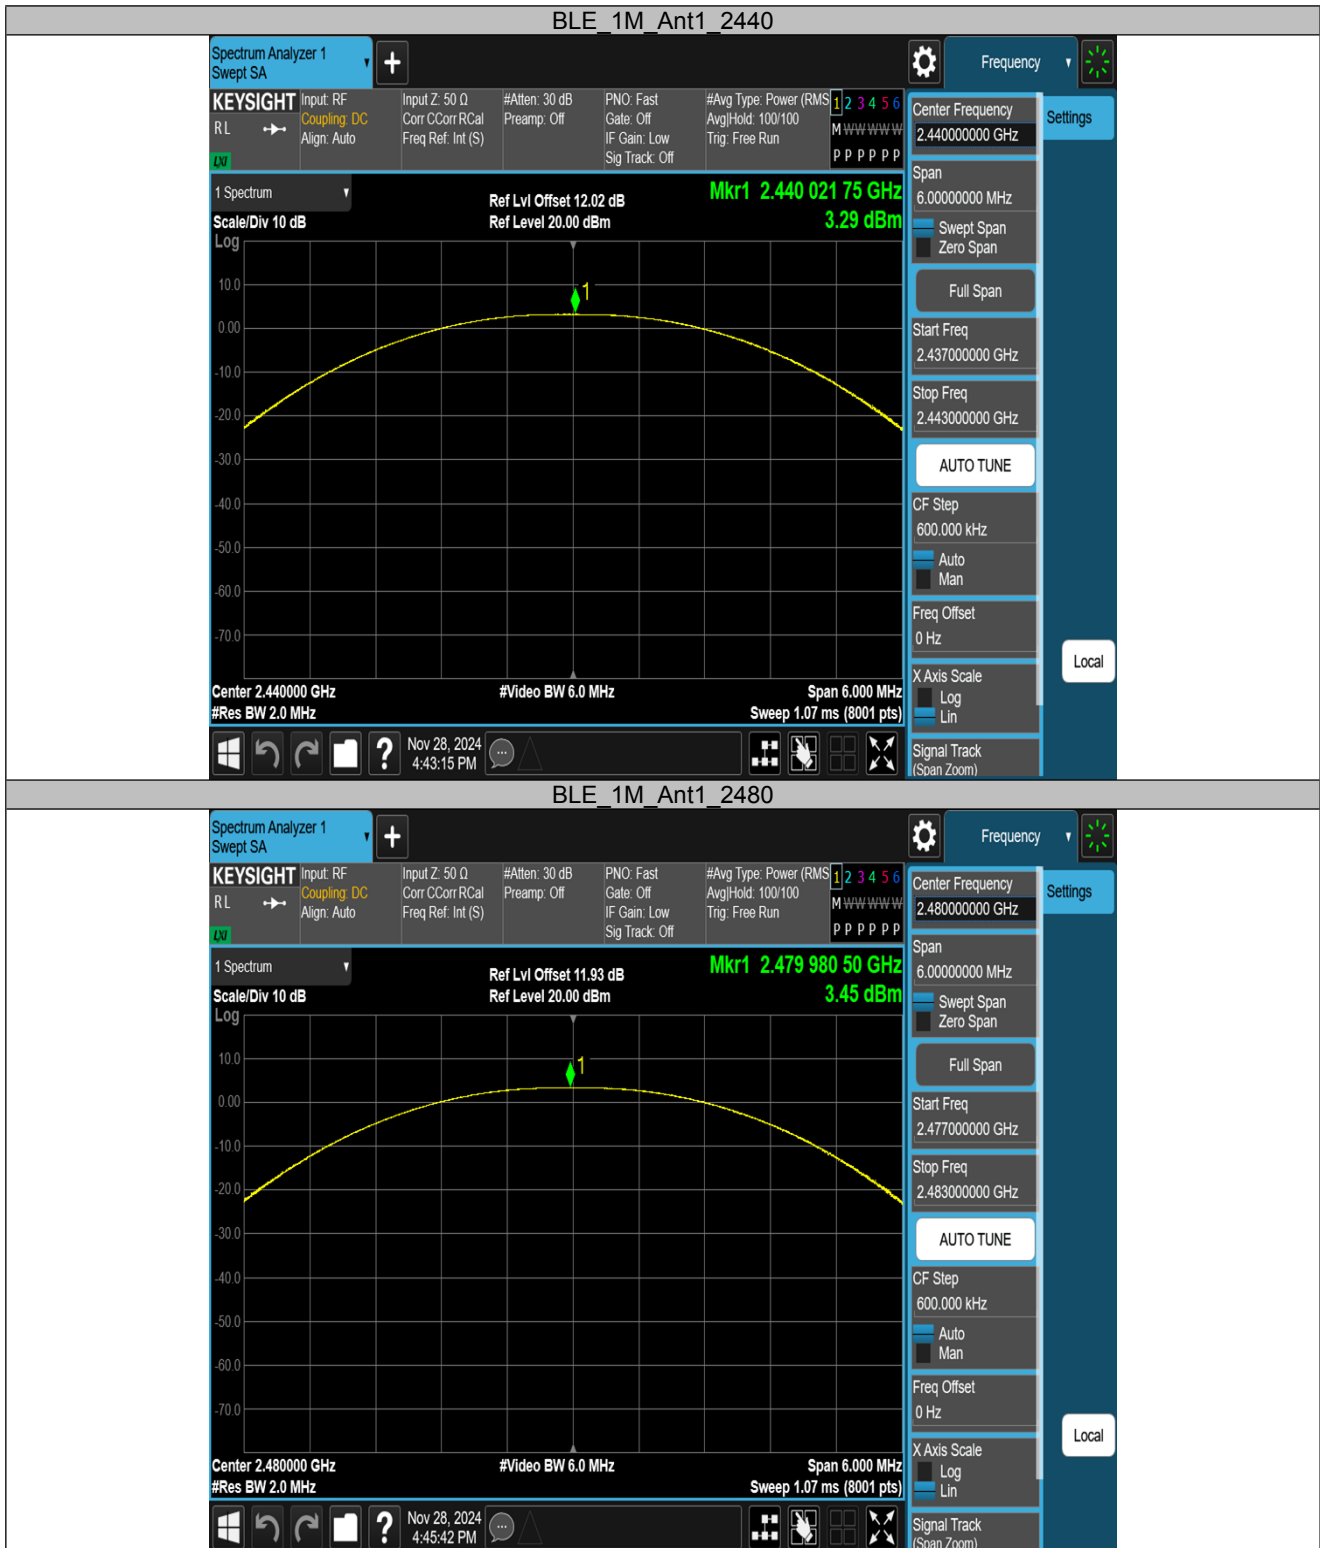 BLE_1M_Ant1_2440
Spectrum Analyzer 1
Swept SA
+
Frequency
KEYSIGHT
RL
LXI
Input: RF
Coupling: DC
Align: Auto
Input Z: 50 Ω
Corr CCorr RCal
Freq Ref: Int (S)
#Atten: 30 dB
Preamp: Off
PNO: Fast
Gate: Off
IF Gain: Low
Sig Track: Off
#Avg Type: Power (RMS
Avg|Hold: 100/100
Trig: Free Run
1 2 3 4 5 6
M W W W W W
P P P P P P
Center Frequency
2.440000000 GHz
Settings
Span
6.00000000 MHz
Swept Span
Zero Span
Full Span
Start Freq
2.437000000 GHz
Stop Freq
2.443000000 GHz
AUTO TUNE
CF Step
600.000 kHz
Auto
Man
Freq Offset
0 Hz
X Axis Scale
Log
Lin
Signal Track
(Span Zoom)
Local
1 Spectrum
Scale/Div 10 dB
Log
Ref Lvl Offset 12.02 dB
Ref Level 20.00 dBm
Mkr1 2.440 021 75 GHz
3.29 dBm
1
10.0
0.00
-10.0
-20.0
-30.0
-40.0
-50.0
-60.0
-70.0
Center 2.440000 GHz
#Video BW 6.0 MHz
Span 6.000 MHz
#Res BW 2.0 MHz
Sweep 1.07 ms (8001 pts)
?
Nov 28, 2024
4:43:15 PM
BLE_1M_Ant1_2480
Spectrum Analyzer 1
Swept SA
+
Frequency
KEYSIGHT
RL
LXI
Input: RF
Coupling: DC
Align: Auto
Input Z: 50 Ω
Corr CCorr RCal
Freq Ref: Int (S)
#Atten: 30 dB
Preamp: Off
PNO: Fast
Gate: Off
IF Gain: Low
Sig Track: Off
#Avg Type: Power (RMS
Avg|Hold: 100/100
Trig: Free Run
1 2 3 4 5 6
M W W W W W
P P P P P P
Center Frequency
2.480000000 GHz
Settings
Span
6.00000000 MHz
Swept Span
Zero Span
Full Span
Start Freq
2.477000000 GHz
Stop Freq
2.483000000 GHz
AUTO TUNE
CF Step
600.000 kHz
Auto
Man
Freq Offset
0 Hz
X Axis Scale
Log
Lin
Signal Track
(Span Zoom)
Local
1 Spectrum
Scale/Div 10 dB
Log
Ref Lvl Offset 11.93 dB
Ref Level 20.00 dBm
Mkr1 2.479 980 50 GHz
3.45 dBm
1
10.0
0.00
-10.0
-20.0
-30.0
-40.0
-50.0
-60.0
-70.0
Center 2.480000 GHz
#Video BW 6.0 MHz
Span 6.000 MHz
#Res BW 2.0 MHz
Sweep 1.07 ms (8001 pts)
?
Nov 28, 2024
4:45:42 PM